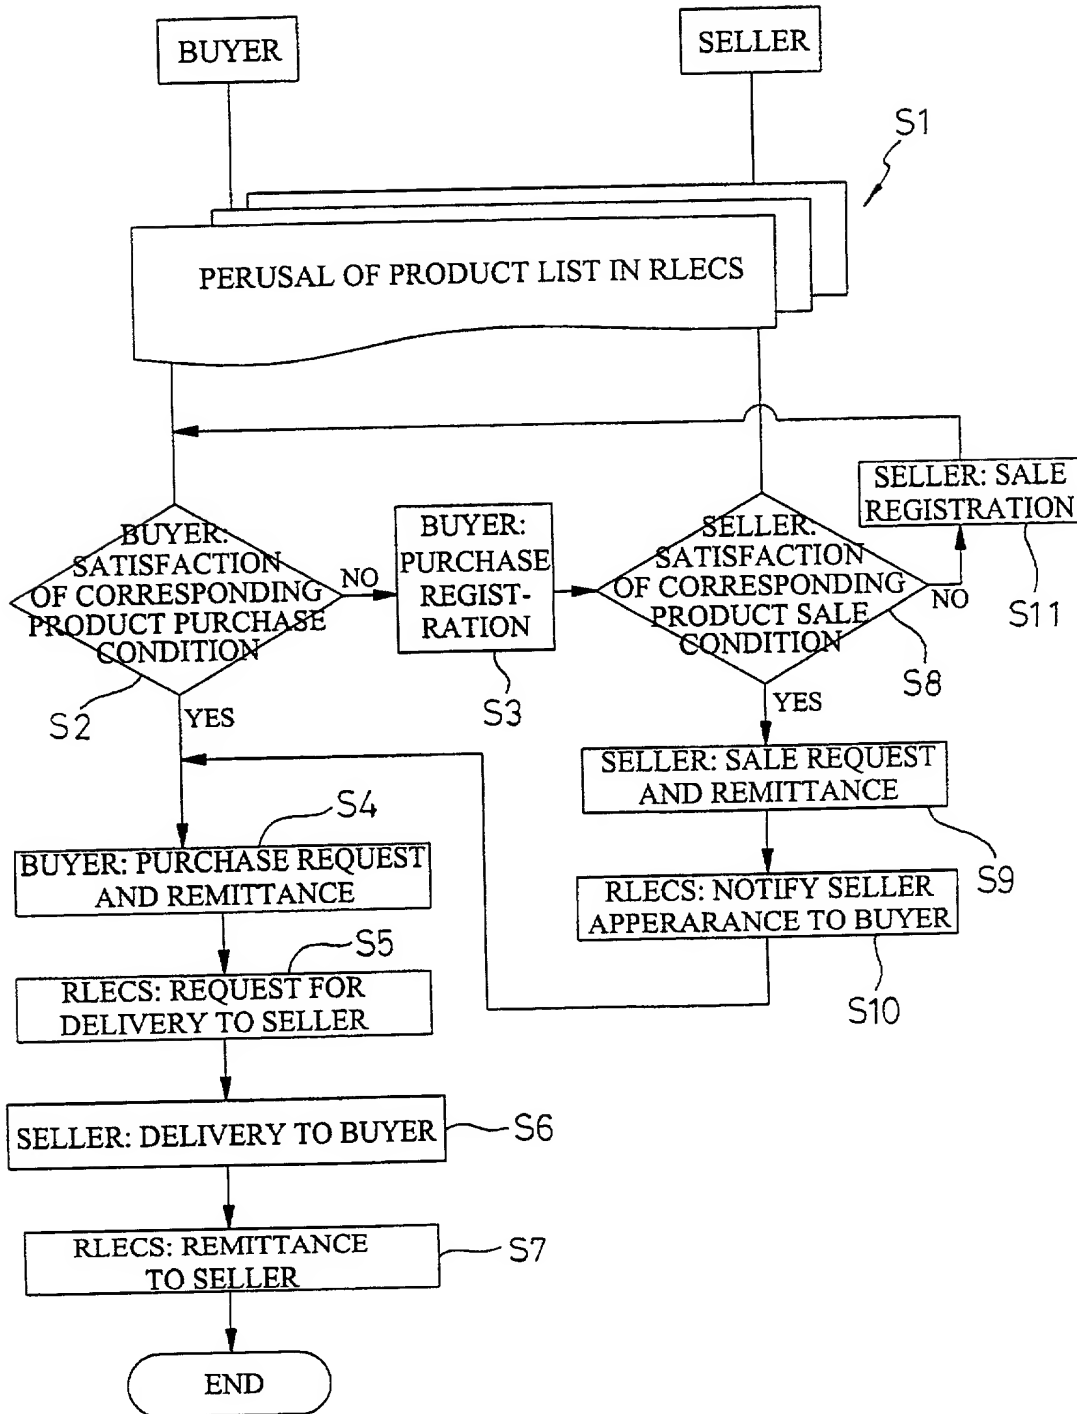 BUYER
SELLER
S1
PERUSAL OF PRODUCT LIST IN RLECS
BUYER:
SATISFACTION
OF CORRESPONDING
PRODUCT PURCHASE
CONDITION
S2
NO
YES
BUYER:
PURCHASE
REGIST-
RATION
S3
SELLER:
SATISFACTION
OF CORRESPONDING
PRODUCT SALE
CONDITION
S8
NO
YES
SELLER: SALE
REGISTRATION
S11
SELLER: SALE REQUEST
AND REMITTANCE
S9
RLECS: NOTIFY SELLER
APPERARANCE TO BUYER
S10
S4
BUYER: PURCHASE REQUEST
AND REMITTANCE
S5
RLECS: REQUEST FOR
DELIVERY TO SELLER
SELLER: DELIVERY TO BUYER
S6
RLECS: REMITTANCE
TO SELLER
S7
END